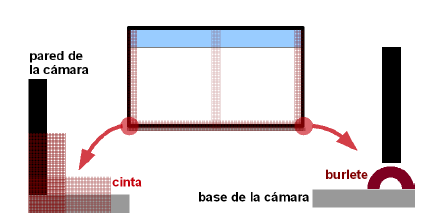 pared de
la cámara
cinta
burlete
base de la cámara